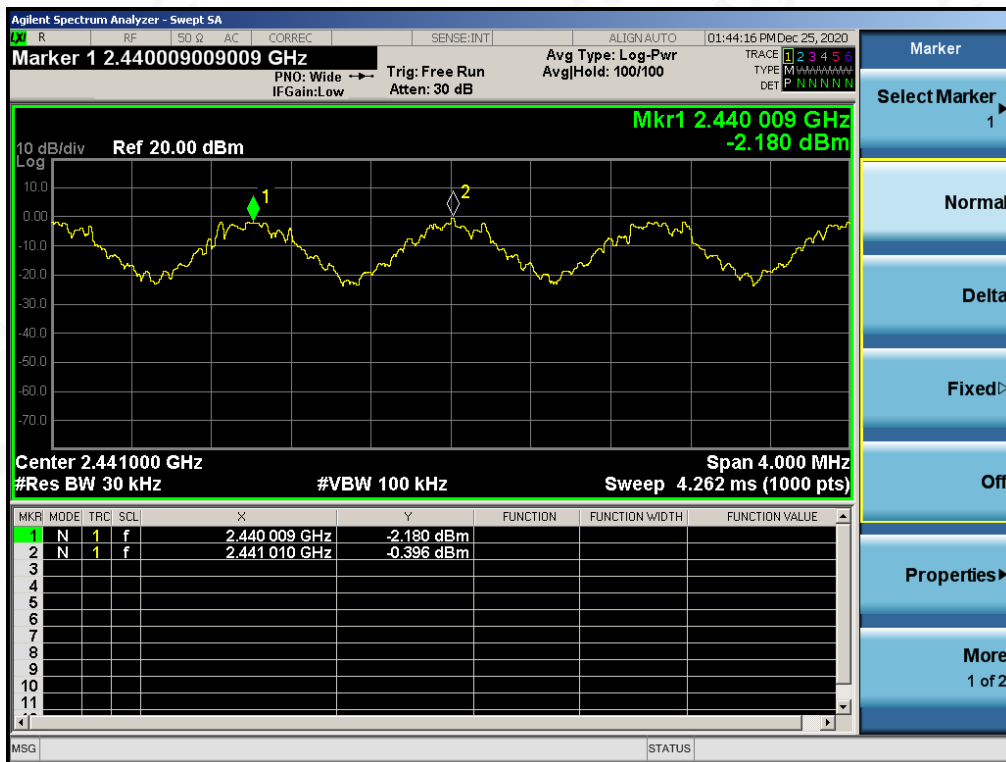 Agilent Spectrum Analyzer - Swept SA
LXI R RF 50 Ω AC CORREC SENSE:INT ALIGN AUTO 01:44:16 PM Dec 25, 2020
Marker 1 2.440009009009 GHz
PNO: Wide
IFGain:Low
Trig: Free Run
Atten: 30 dB
Avg Type: Log-Pwr
Avg|Hold: 100/100
TRACE 1 2 3 4 5 6
TYPE M W W W W W
DET P N N N N N
Mkr1 2.440 009 GHz
-2.180 dBm
10 dB/div Ref 20.00 dBm
Log
10.0
0.00
-10.0
-20.0
-30.0
-40.0
-50.0
-60.0
-70.0
1
2
Center 2.441000 GHz Span 4.000 MHz
#Res BW 30 kHz #VBW 100 kHz Sweep 4.262 ms (1000 pts)
MKR MODE TRC SCL X Y FUNCTION FUNCTION WIDTH FUNCTION VALUE
1 N 1 f 2.440 009 GHz -2.180 dBm
2 N 1 f 2.441 010 GHz -0.396 dBm
3
4
5
6
7
8
9
10
11
MSG STATUS
Marker
Select Marker
1
Normal
Delta
Fixed
Off
Properties
More
1 of 2